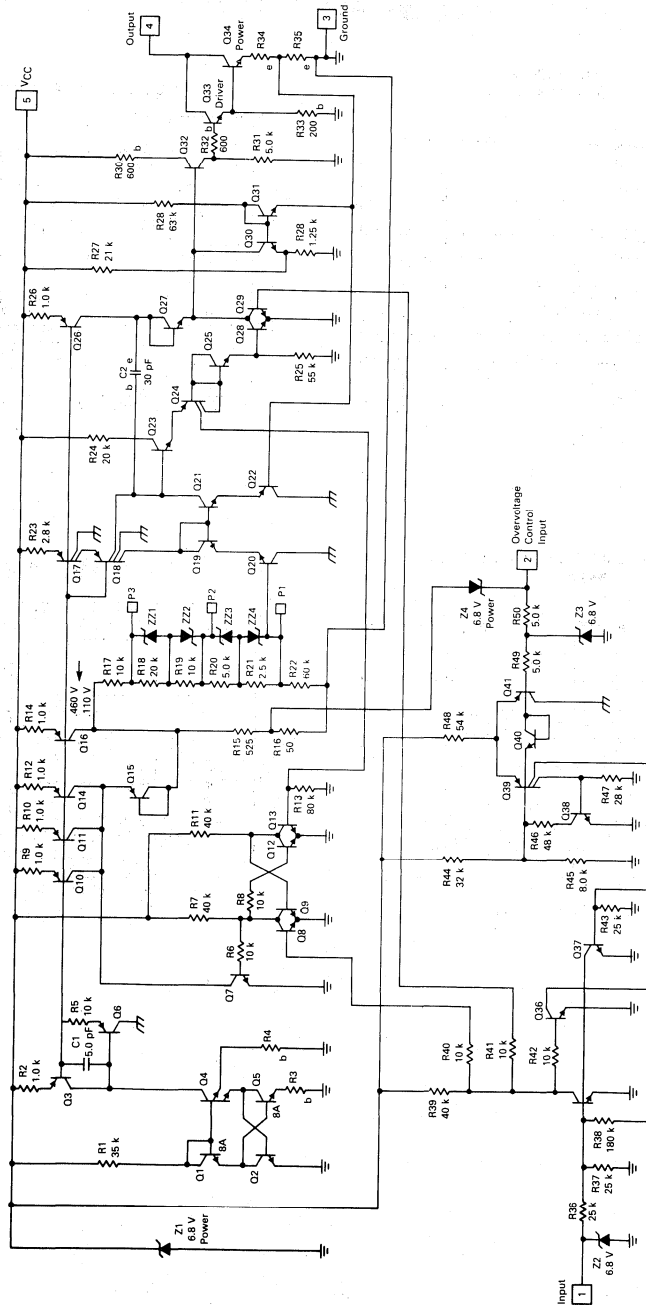 5
VCC
Output
4
3
Ground
R1
35 k
R2
1.0 k
R9
1.0 k
R10
1.0 k
R12
1.0 k
R14
1.0 k
R23
2.8 k
R24
20 k
R26
1.0 k
R27
21 k
R28
63 k
R30
600
b
Q34
Power
R34
e
R35
e
Q33
Driver
b
R32
600
Q32
R33
200
b
R31
5.0 k
Q31
Q30
R28
1.25 k
Q26
Q27
Q29
Q28
C2
b
e
30 pF
Q25
Q24
R25
55 k
Q23
Q21
Q22
Q17
Q18
Q19
Q20
P3
ZZ1
ZZ2
P2
ZZ3
ZZ4
P1
.460 V
.110 V
R17
10 k
R18
20 k
R19
10 k
R20
5.0 k
R21
2.5 k
R22
60 k
Q16
Q14
Q11
Q10
Q15
R15
525
R16
50
R13
80 k
R11
40 k
Q13
Q12
R7
40 k
R8
10 k
Q9
Q8
R6
10 k
Q7
R5
10 k
C1
5.0 pF
Q6
Q3
Q4
R4
b
Q1
8A
Q5
8A
Q2
R3
b
Z1
6.8 V
Power
Z4
6.8 V
Power
Overvoltage
Control
Input
2
R50
5.0 k
Z3
6.8 V
R49
5.0 k
Q41
R48
54 k
Q40
Q39
R47
28 k
Q38
R46
48 k
R44
32 k
R45
8.0 k
Q37
R43
25 k
Q36
R40
10 k
R41
10 k
R42
10 k
R39
40 k
R38
180 k
R37
25 k
R36
25 k
Z2
6.8 V
Input
1